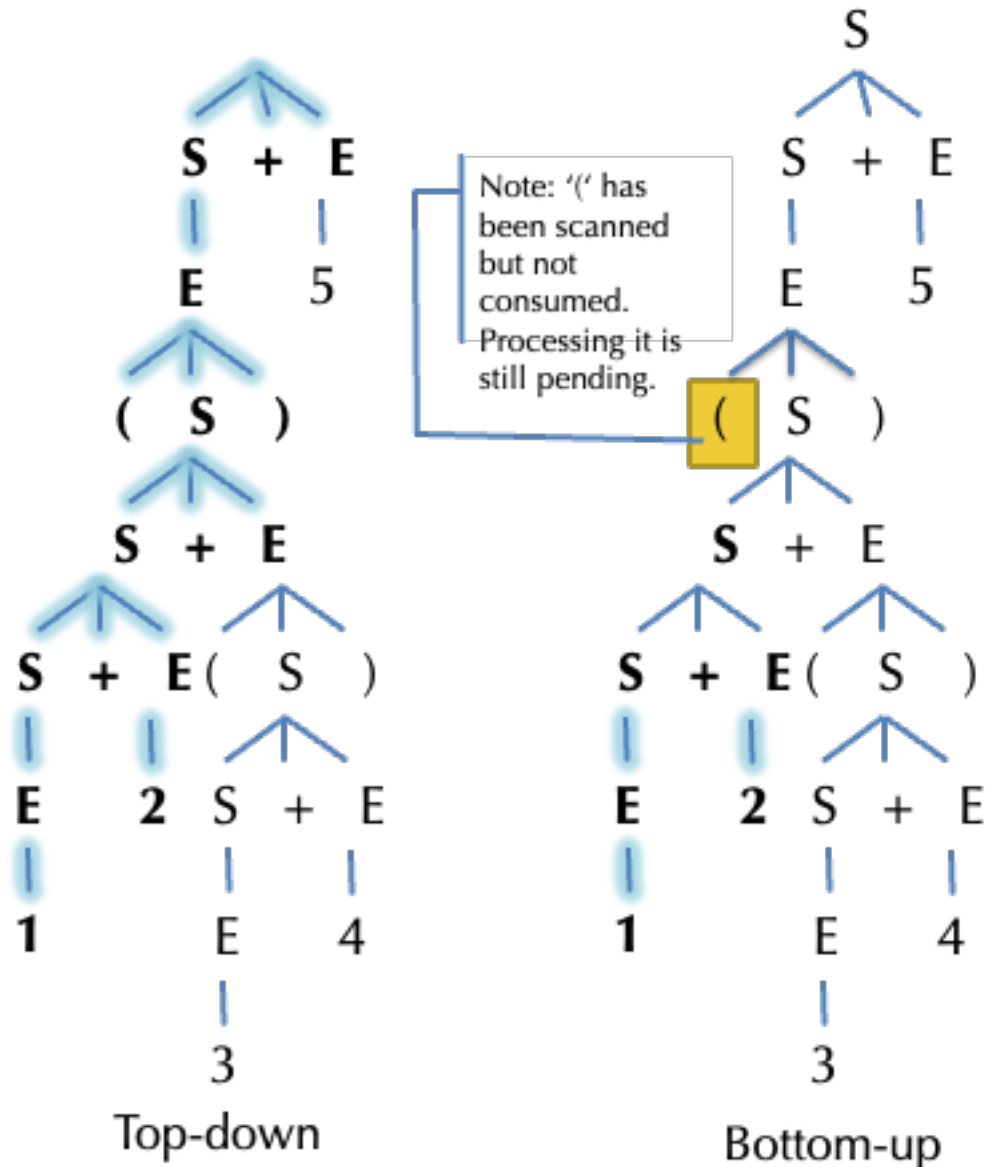 S
S + E
S + E
Note: ‘(‘ has
been scanned
but not
consumed.
Processing it is
still pending.
E 5
E 5
( S )
( S )
S + E
S + E
S + E ( S )
S + E ( S )
E 2 S + E
E 2 S + E
1 E 4
1 E 4
3
3
Top-down
Bottom-up